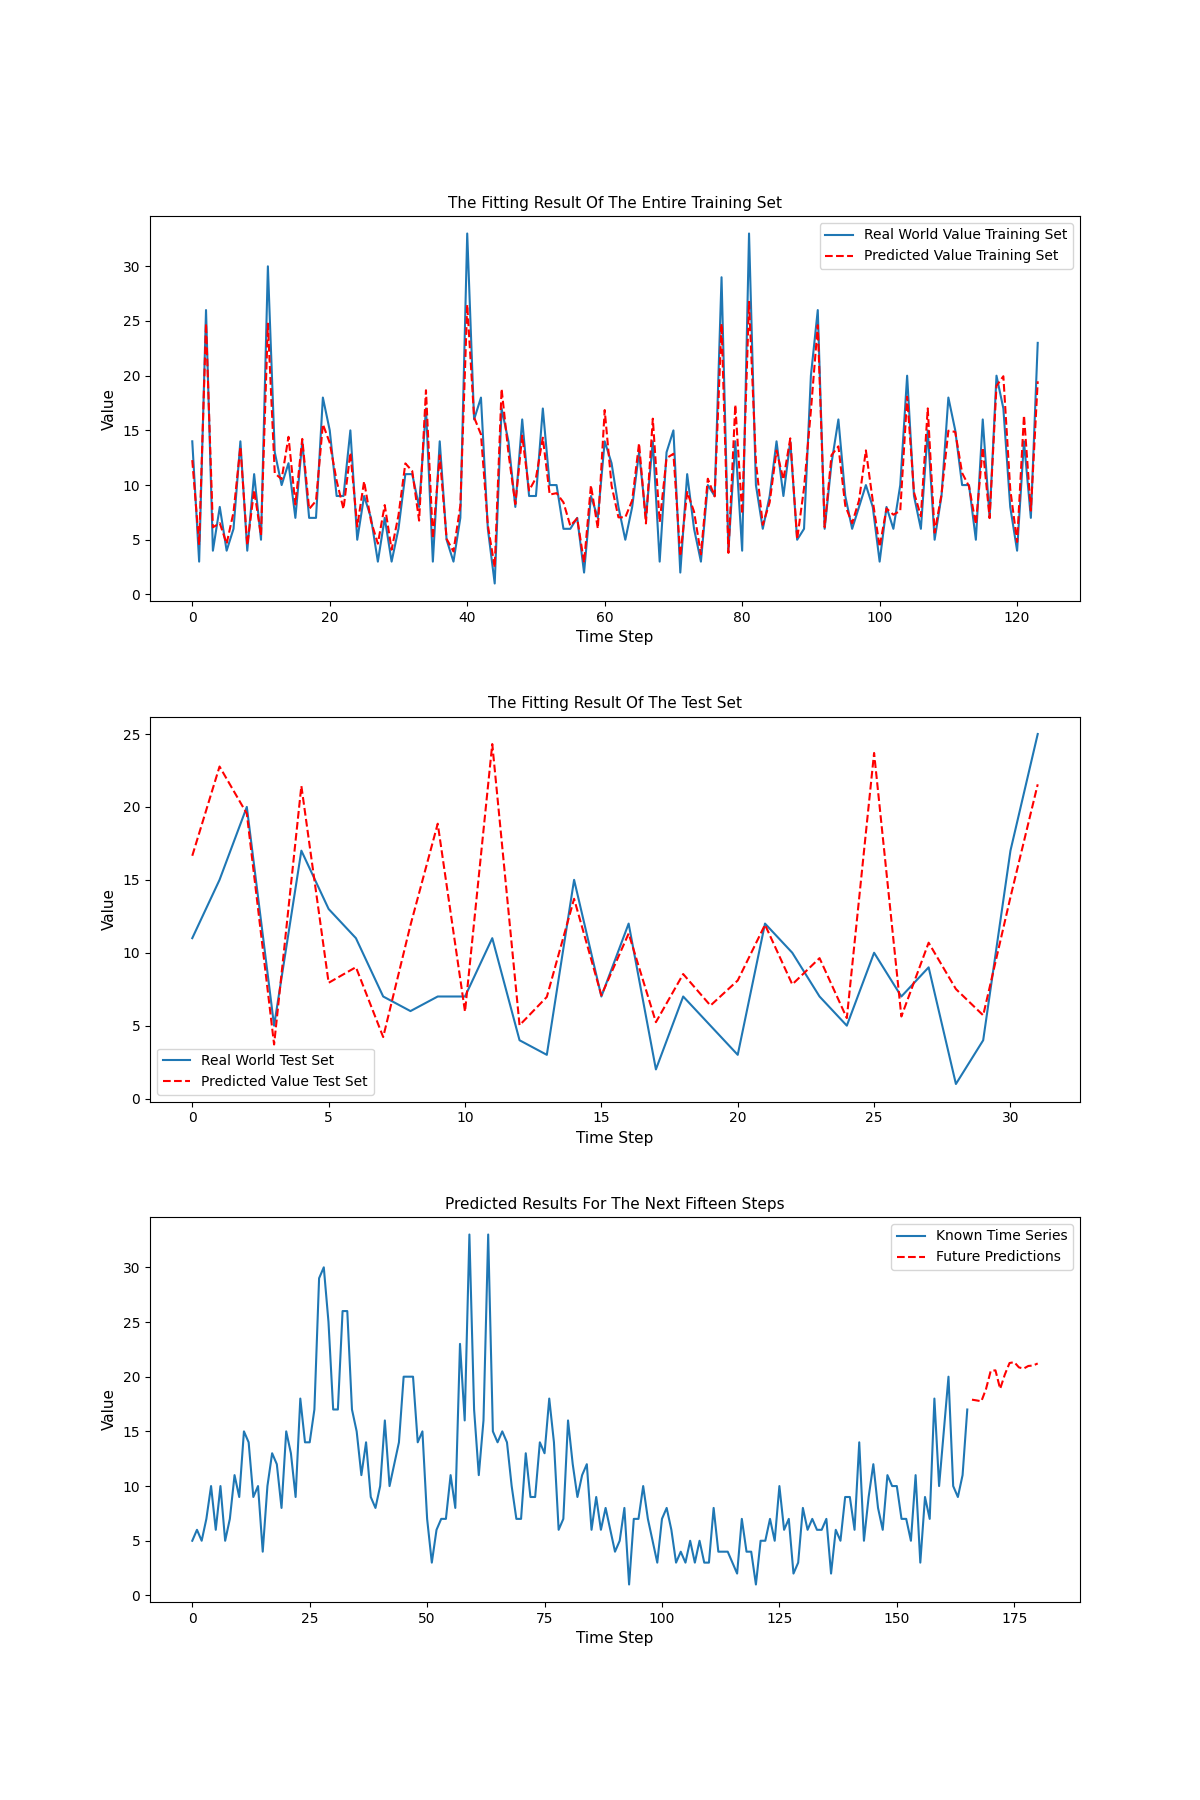 The Fitting Result Of The Entire Training Set
Real World Value Training Set
Predicted Value Training Set
Value
30
25
20
15
10
5
0
0 20 40 60 80 100 120
Time Step
The Fitting Result Of The Test Set
25
20
15
10
5
0
Value
Real World Test Set
Predicted Value Test Set
0 5 10 15 20 25 30
Time Step
Predicted Results For The Next Fifteen Steps
Known Time Series
Future Predictions
30
25
20
15
10
5
0
Value
0 25 50 75 100 125 150 175
Time Step